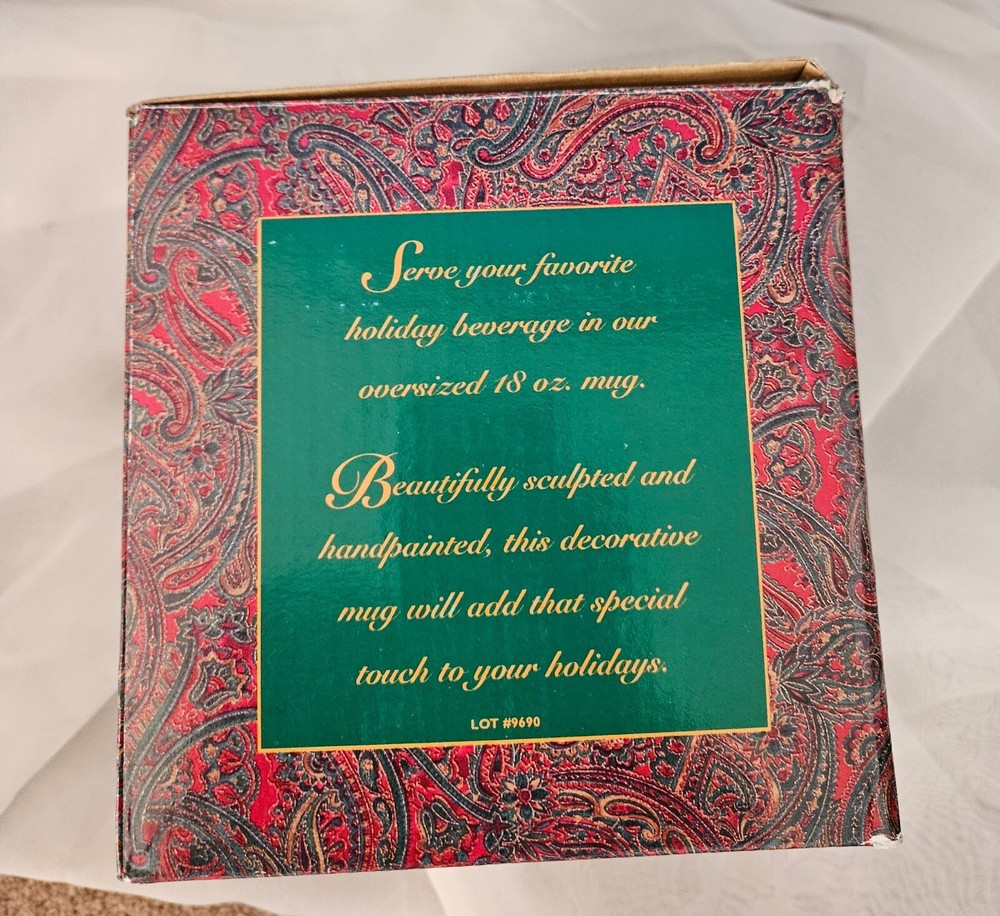 Serve your favorite
holiday beverage in our
oversized 18 oz. mug.
Beautifully sculpted and
handpainted, this decorative
mug will add that special
touch to your holidays.
LOT #9690